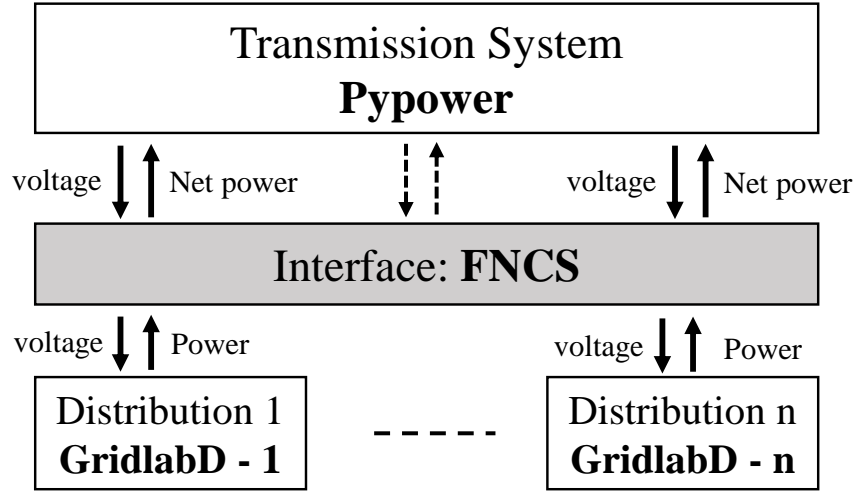 Transmission System
Pypower
voltage Net power voltage Net power
Interface: FNCS
voltage Power voltage Power
Distribution 1 Distribution n
GridlabD - 1 GridlabD - n